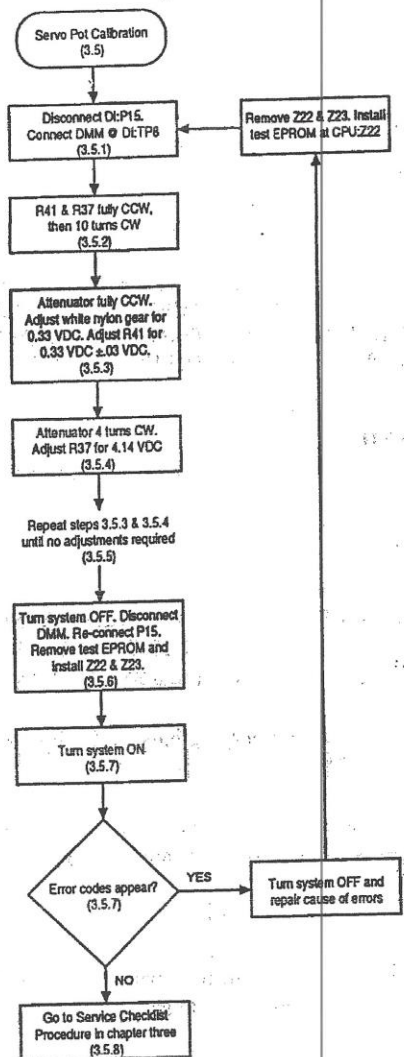 Servo Pot Calibration
(3.5)
Disconnect DI:P15.
Connect DMM @ DI:TP6
(3.5.1)
Remove Z22 & Z23. Install
test EPROM at CPU:Z22
R41 & R37 fully CCW,
then 10 turns CW
(3.5.2)
Attenuator fully CCW.
Adjust white nylon gear for
0.33 VDC. Adjust R41 for
0.33 VDC ±.03 VDC.
(3.5.3)
Attenuator 4 turns CW.
Adjust R37 for 4.14 VDC
(3.5.4)
Repeat steps 3.5.3 & 3.5.4
until no adjustments required
(3.5.5)
Turn system OFF. Disconnect
DMM. Re-connect P15.
Remove test EPROM and
install Z22 & Z23.
(3.5.6)
Turn system ON
(3.5.7)
Error codes appear?
(3.5.7)
YES
Turn system OFF and
repair cause of errors
NO
Go to Service Checklist
Procedure in chapter three
(3.5.8)